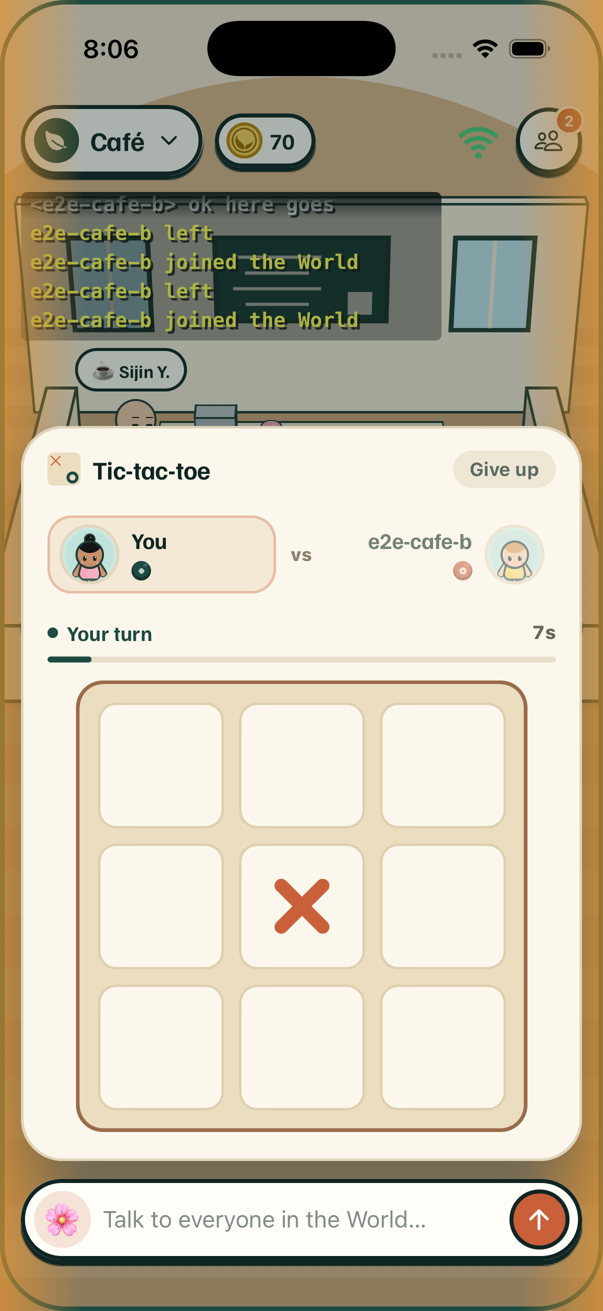 8:06
Café
70
2
<e2e-cafe-b> ok here goes
e2e-cafe-b left
e2e-cafe-b joined the World
e2e-cafe-b left
e2e-cafe-b joined the World
☕ Sijin Y.
Tic-tac-toe
Give up
You
vs
e2e-cafe-b
Your turn
7s
Talk to everyone in the World...